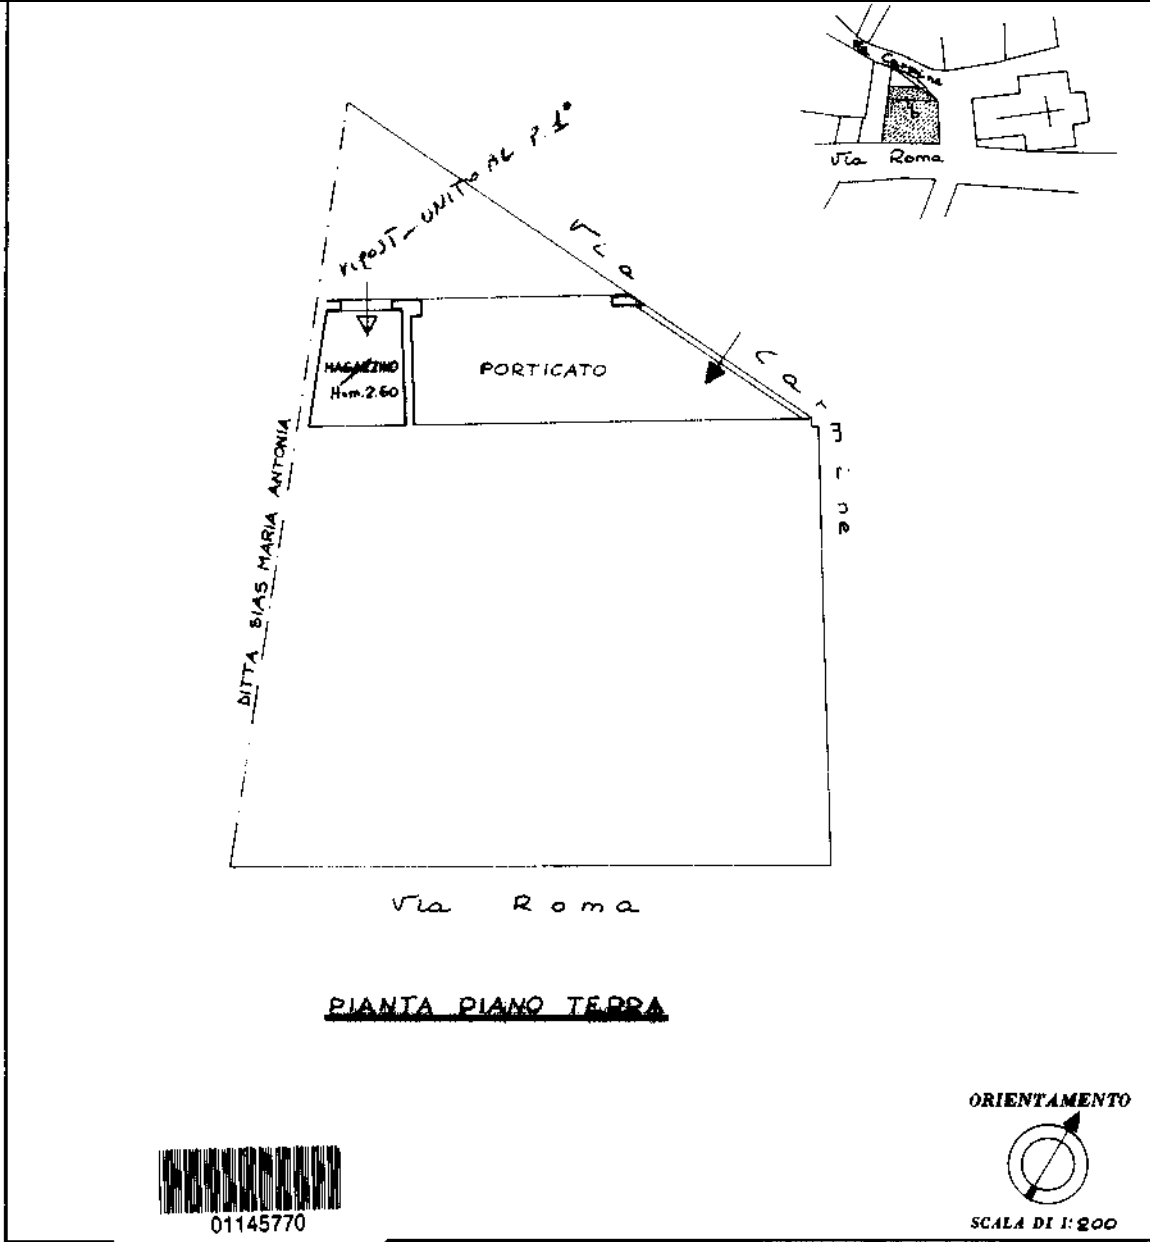 Via Carmine
Via Roma
RIPOST. UNITO AL P. 1°
Via Carmine
MAGAZZINO
H=m.2.60
PORTICATO
DITTA SIAS MARIA ANTONIA
Via Roma
PIANTA PIANO TERRA
ORIENTAMENTO
SCALA DI 1:200
01145770